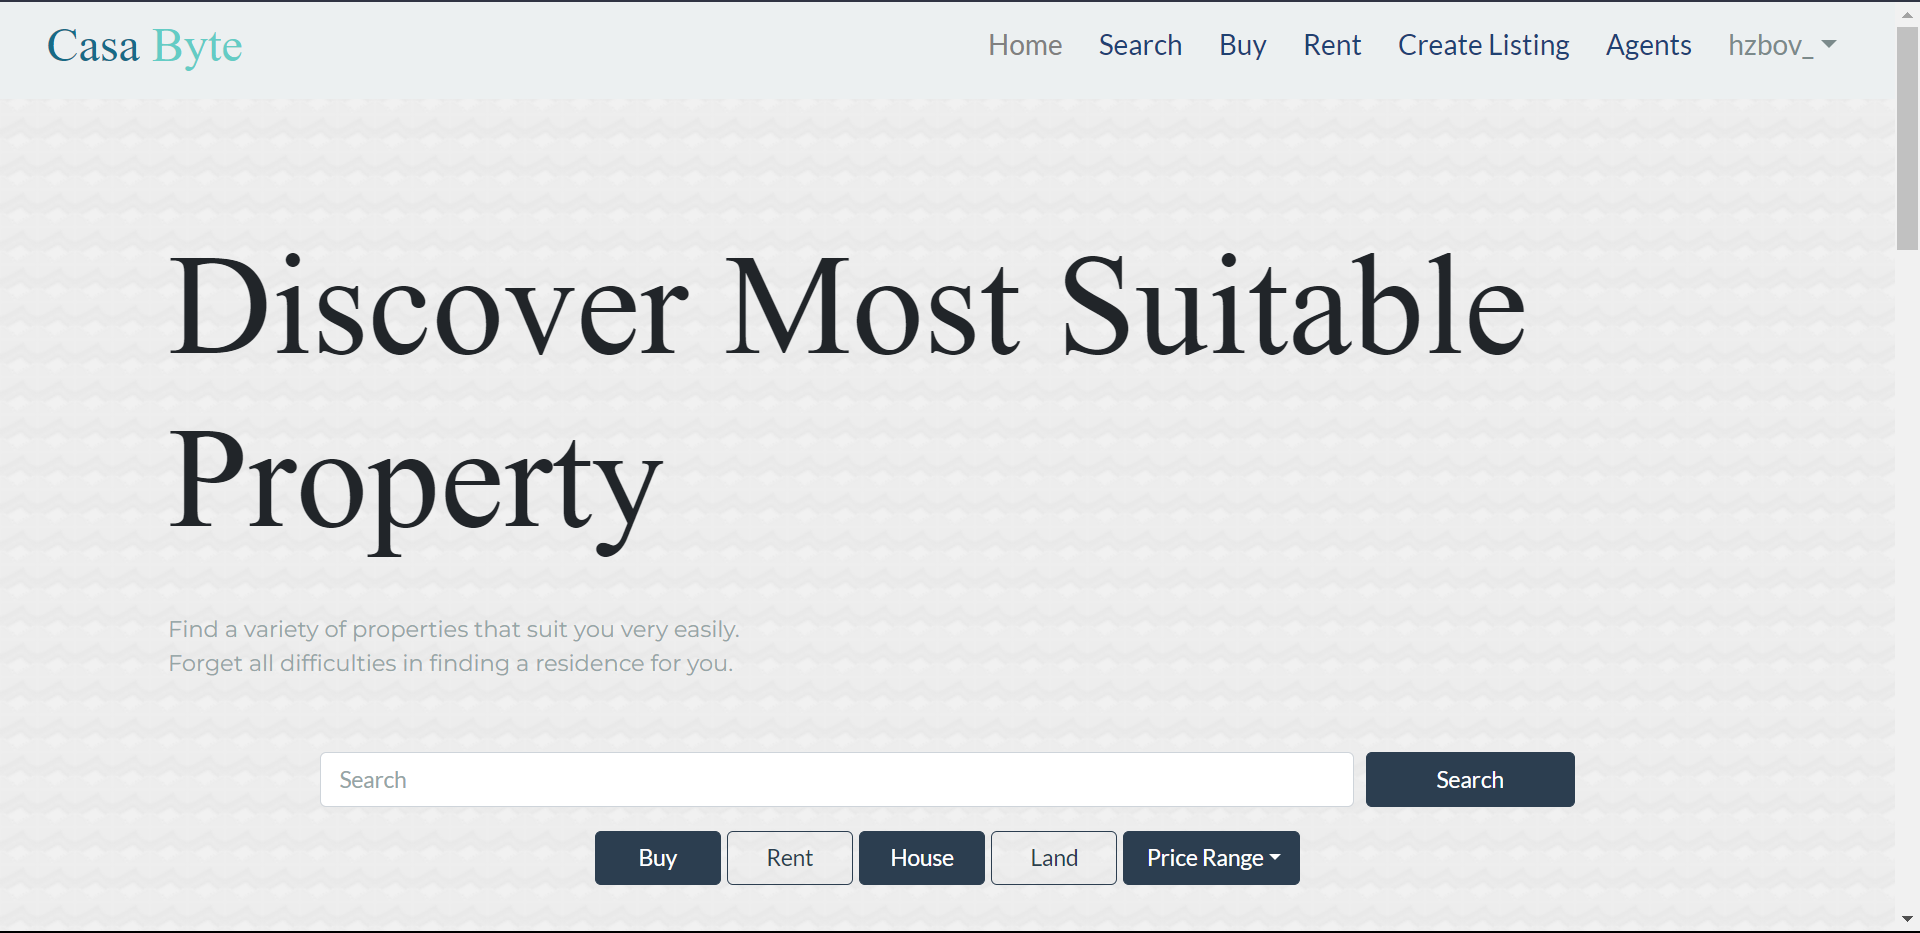 Casa Byte
Home Search Buy Rent Create Listing Agents hzbov_
Discover Most Suitable
Property
Find a variety of properties that suit you very easily.
Forget all difficulties in finding a residence for you.
Search Search
Buy Rent House Land Price Range